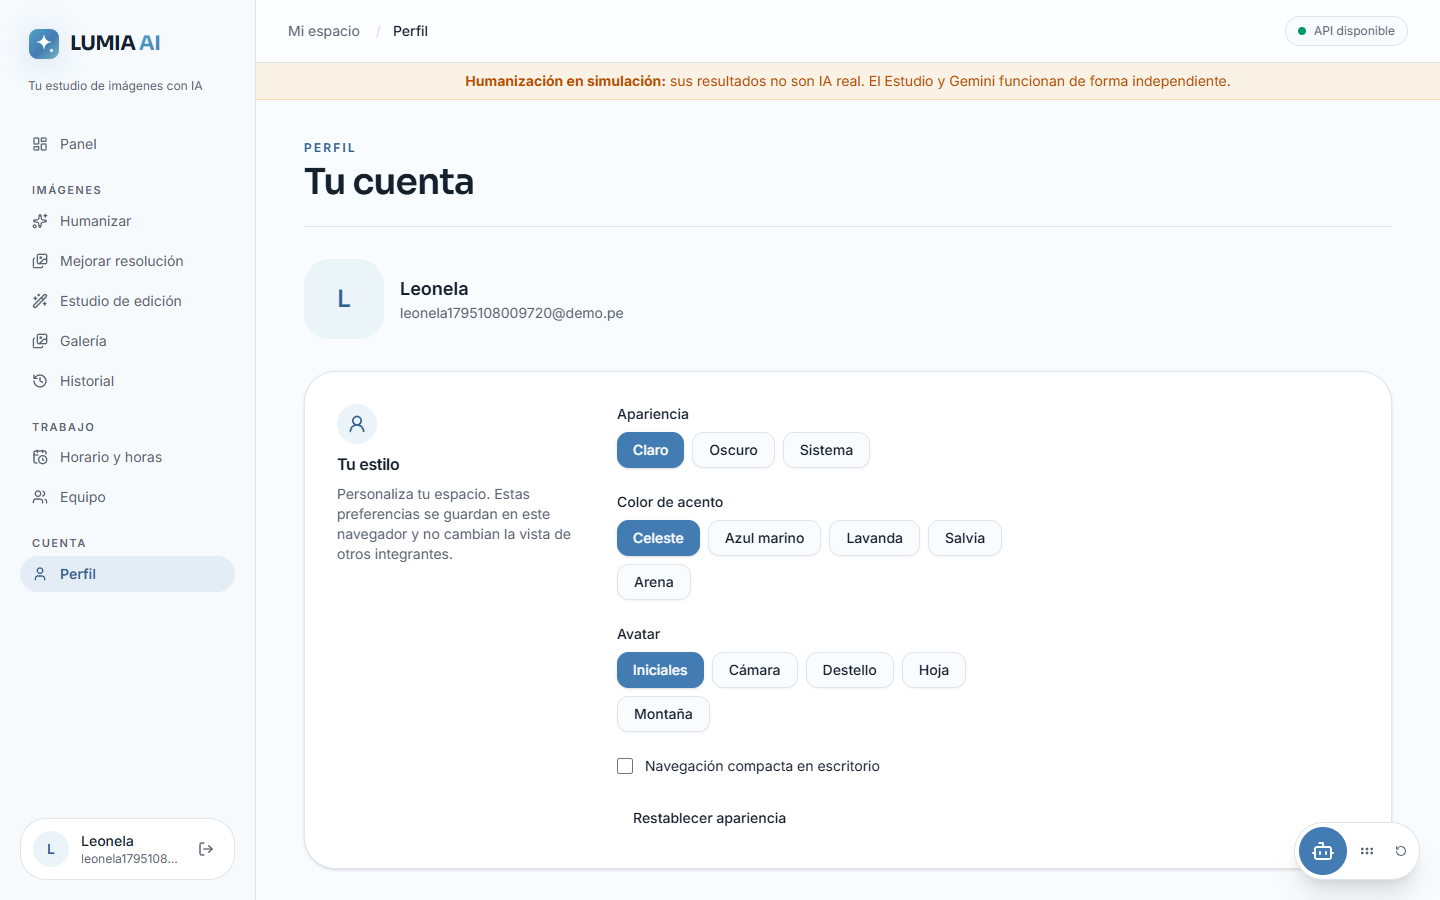 LUMIA AI
Tu estudio de imágenes con IA
Panel
IMÁGENES
Humanizar
Mejorar resolución
Estudio de edición
Galería
Historial
TRABAJO
Horario y horas
Equipo
CUENTA
Perfil
L
Leonela
leonela1795108...
Mi espacio / Perfil
API disponible
Humanización en simulación: sus resultados no son IA real. El Estudio y Gemini funcionan de forma independiente.
PERFIL
Tu cuenta
L
Leonela
leonela1795108009720@demo.pe
Tu estilo
Personaliza tu espacio. Estas
preferencias se guardan en este
navegador y no cambian la vista de
otros integrantes.
Apariencia
Claro
Oscuro
Sistema
Color de acento
Celeste
Azul marino
Lavanda
Salvia
Arena
Avatar
Iniciales
Cámara
Destello
Hoja
Montaña
Navegación compacta en escritorio
Restablecer apariencia